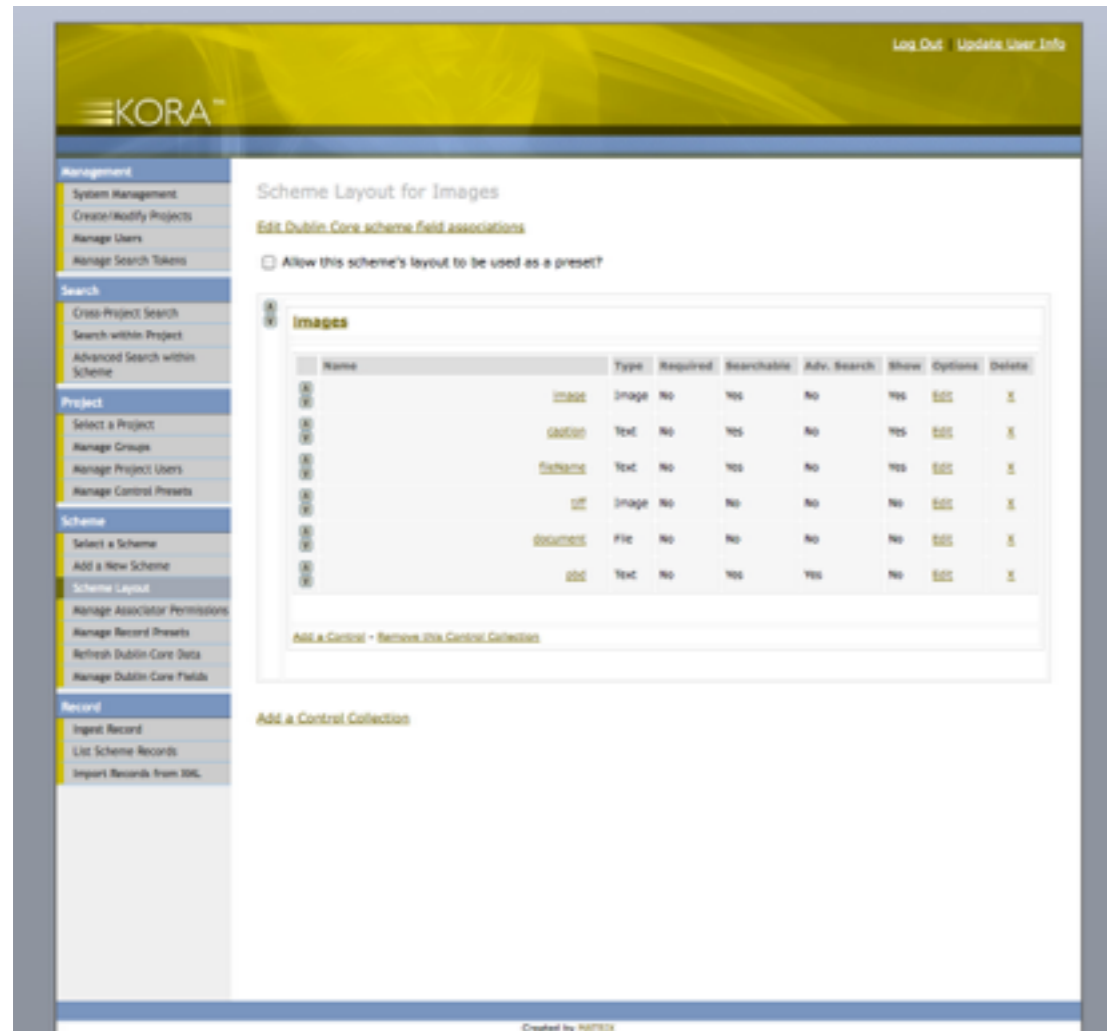 Log Out | Update User Info
KORA™
Management
System Management
Create/Modify Projects
Manage Users
Manage Search Tokens
Search
Cross-Project Search
Search within Project
Advanced Search within
Scheme
Project
Select a Project
Manage Groups
Manage Project Users
Manage Control Presets
Scheme
Select a Scheme
Add a New Scheme
Scheme Layout
Manage Associator Permissions
Manage Record Presets
Refresh Dublin Core Data
Manage Dublin Core Fields
Record
Ingest Record
List Scheme Records
Import Records from XML
Scheme Layout for Images
Edit Dublin Core scheme field associations
Allow this scheme's layout to be used as a preset?
Images
Name Type Required Searchable Adv. Search Show Options Delete
image Image No Yes No Yes Edit X
caption Text No Yes No Yes Edit X
fileName Text No Yes No Yes Edit X
tiff Image No No No No Edit X
document File No No No No Edit X
Text No Yes Yes No Edit X
Add a Control - Remove this Control Collection
Add a Control Collection
Created by MATRIX